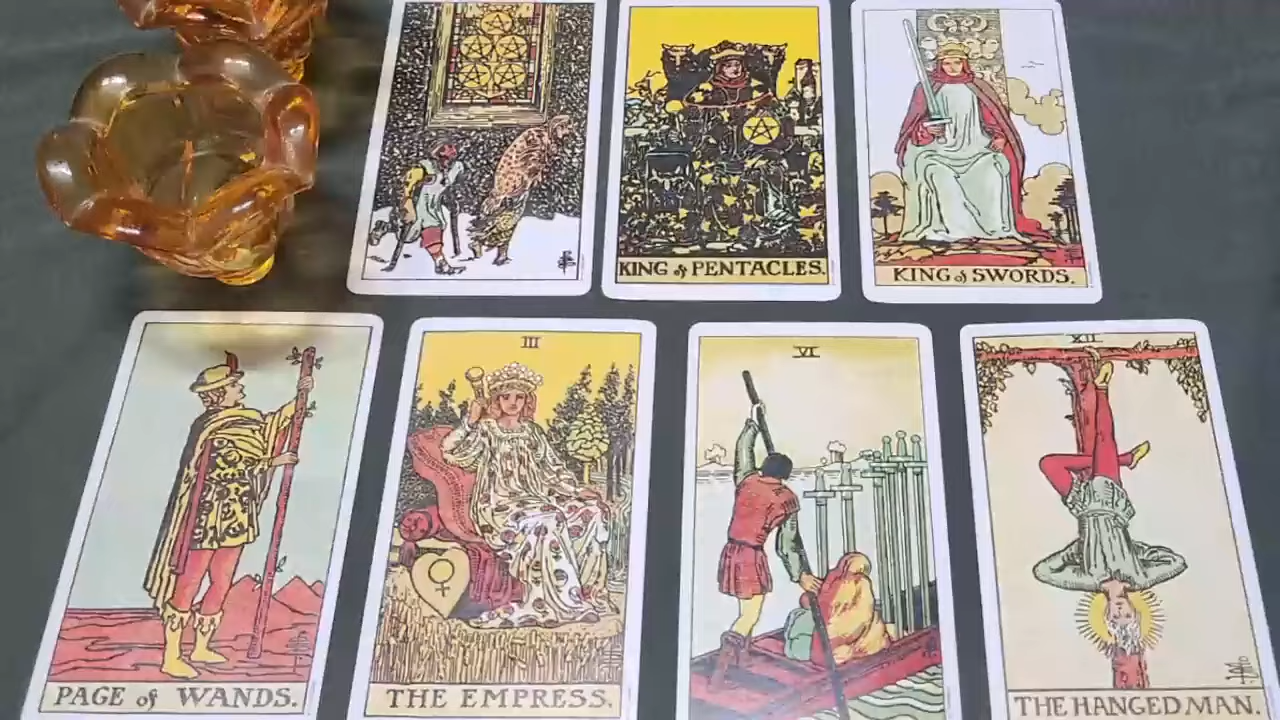 KING of PENTACLES.
KING of SWORDS.
III
VI
XII
PAGE of WANDS.
THE EMPRESS.
THE HANGED MAN.